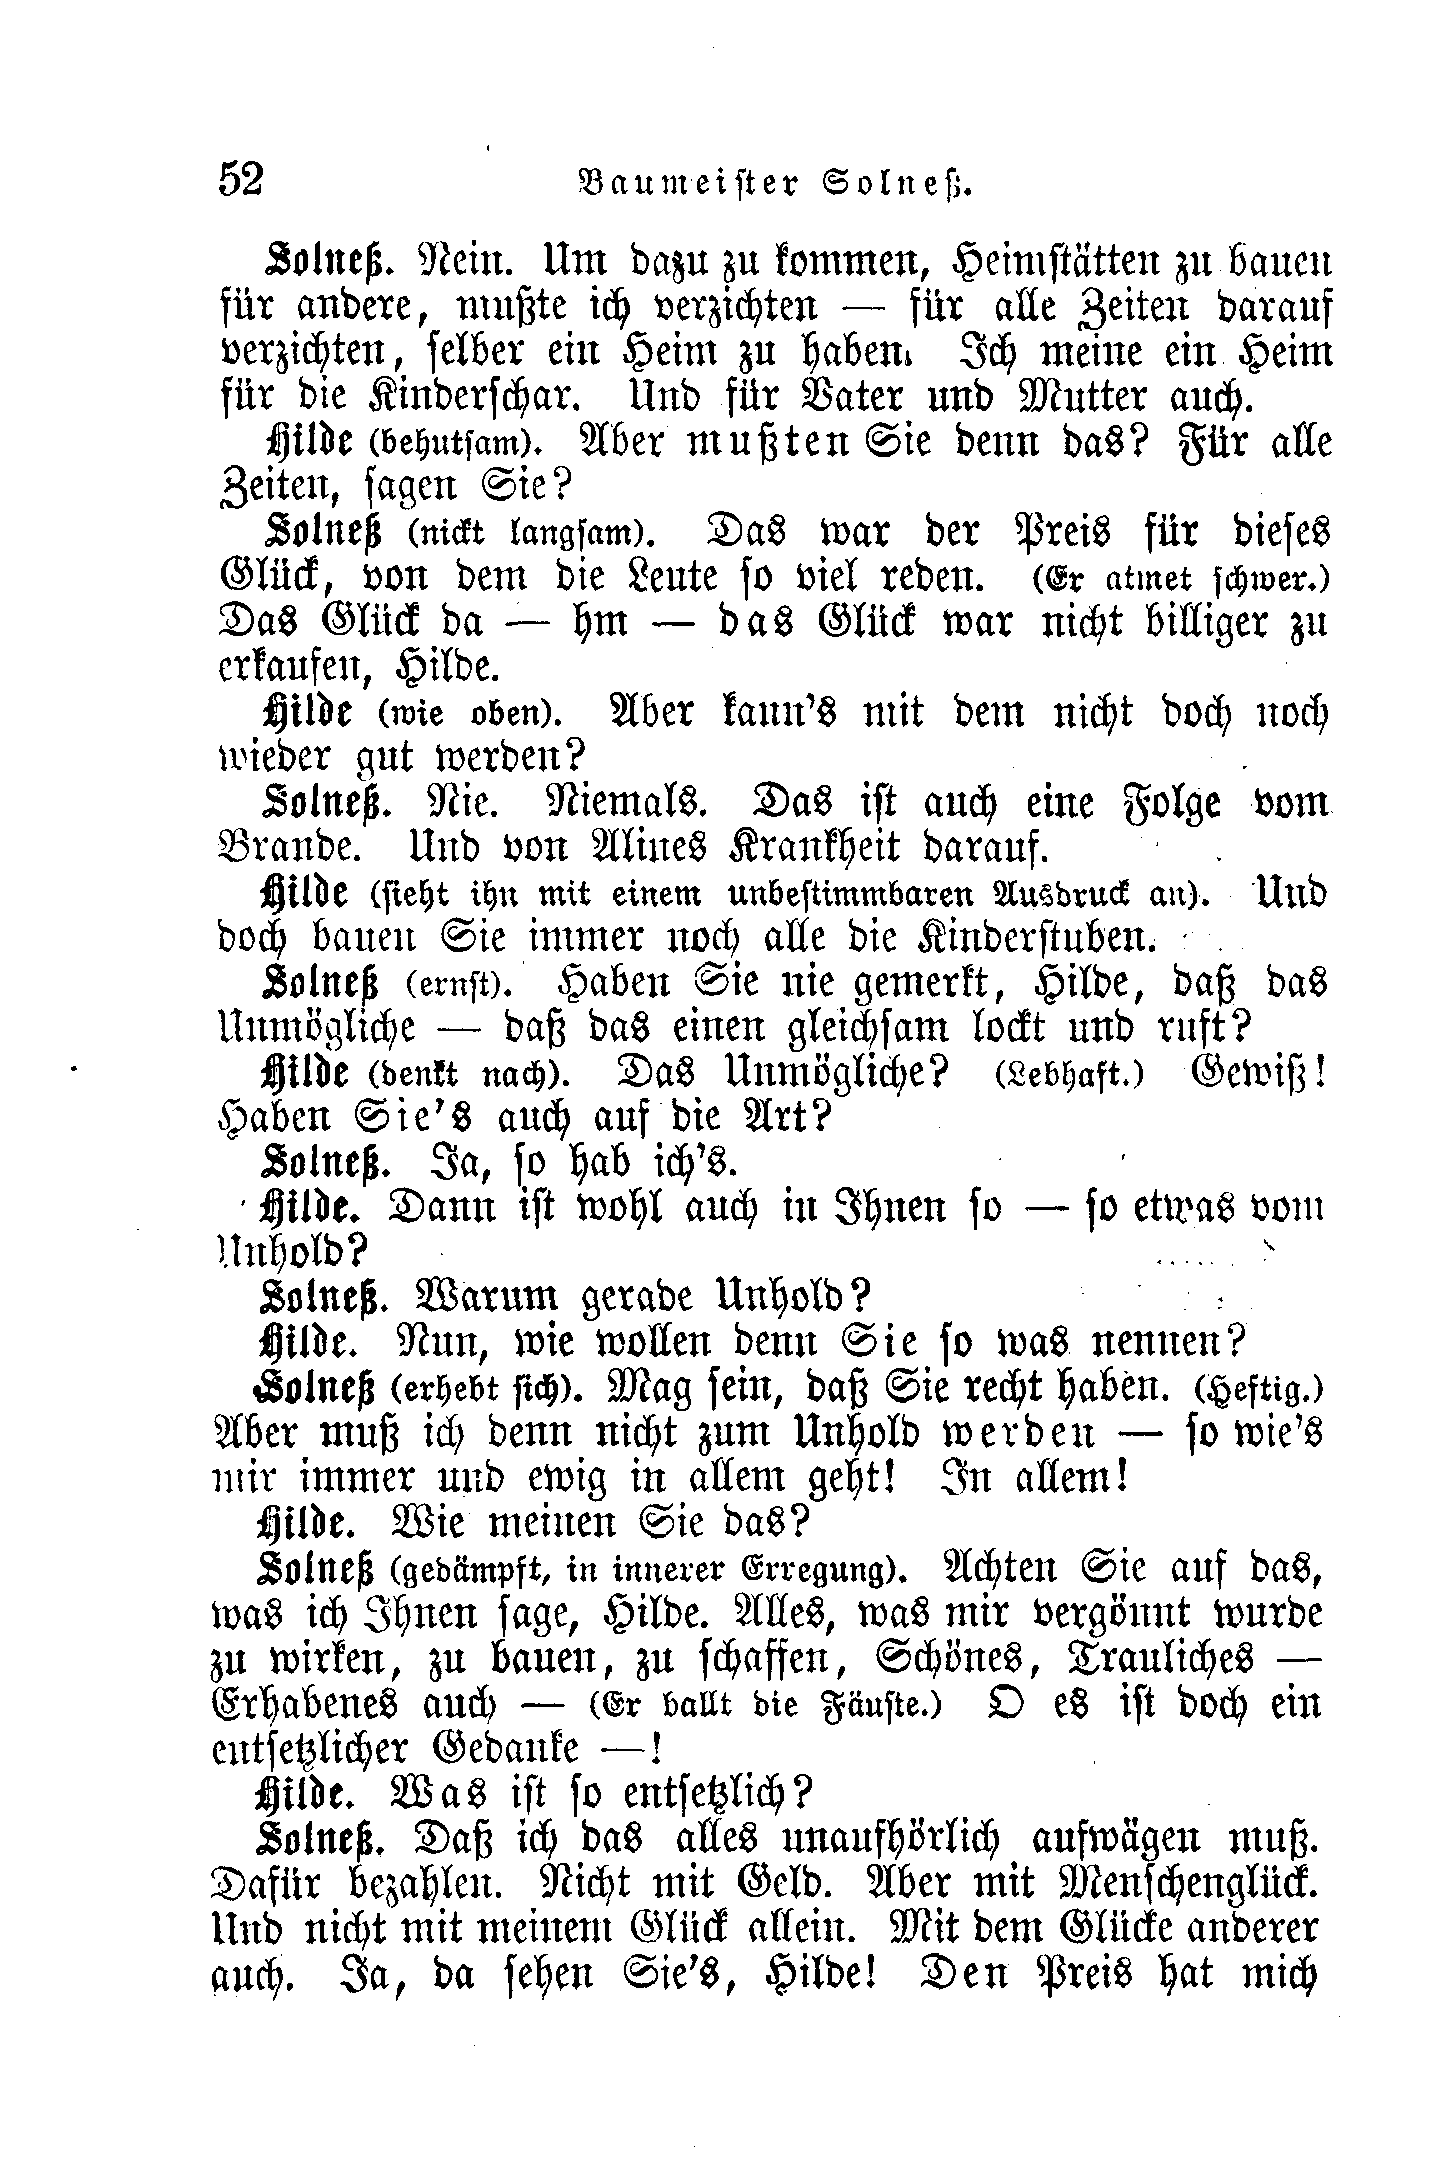 52 Baumeister Solneß.
Solneß. Nein. Um dazu zu kommen, Heimstätten zu bauen
für andere, mußte ich verzichten — für alle Zeiten darauf
verzichten, selber ein Heim zu haben. Ich meine ein Heim
für die Kinderschar. Und für Vater und Mutter auch.
Hilde (behutsam). Aber mußten Sie denn das? Für alle
Zeiten, sagen Sie?
Solneß (nickt langsam). Das war der Preis für dieses
Glück, von dem die Leute so viel reden. (Er atmet schwer.)
Das Glück da — hm — das Glück war nicht billiger zu
erkaufen, Hilde.
Hilde (wie oben). Aber kann's mit dem nicht doch noch
wieder gut werden?
Solneß. Nie. Niemals. Das ist auch eine Folge vom
Brande. Und von Alines Krankheit darauf.
Hilde (sieht ihn mit einem unbestimmbaren Ausdruck an). Und
doch bauen Sie immer noch alle die Kinderstuben.
Solneß (ernst). Haben Sie nie gemerkt, Hilde, daß das
Unmögliche — daß das einen gleichsam lockt und ruft?
Hilde (denkt nach). Das Unmögliche? (Lebhaft.) Gewiß!
Haben Sie's auch auf die Art?
Solneß. Ja, so hab ich's.
Hilde. Dann ist wohl auch in Ihnen so — so etwas vom
Unhold?
Solneß. Warum gerade Unhold?
Hilde. Nun, wie wollen denn Sie so was nennen?
Solneß (erhebt sich). Mag sein, daß Sie recht haben. (Heftig.)
Aber muß ich denn nicht zum Unhold werden — so wie's
mir immer und ewig in allem geht! In allem!
Hilde. Wie meinen Sie das?
Solneß (gedämpft, in innerer Erregung). Achten Sie auf das,
was ich Ihnen sage, Hilde. Alles, was mir vergönnt wurde
zu wirken, zu bauen, zu schaffen, Schönes, Trauliches —
Erhabenes auch — (Er ballt die Fäuste.) O es ist doch ein
entsetzlicher Gedanke —!
Hilde. Was ist so entsetzlich?
Solneß. Daß ich das alles unaufhörlich aufwägen muß.
Dafür bezahlen. Nicht mit Geld. Aber mit Menschenglück.
Und nicht mit meinem Glück allein. Mit dem Glücke anderer
auch. Ja, da sehen Sie's, Hilde! Den Preis hat mich